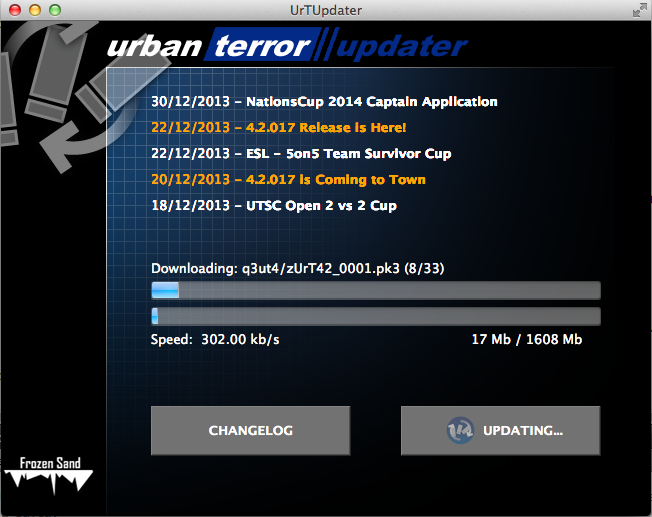 UrTUpdater
urban terror updater
30/12/2013 - NationsCup 2014 Captain Application
22/12/2013 - 4.2.017 Release is Here!
22/12/2013 - ESL - 5on5 Team Survivor Cup
20/12/2013 - 4.2.017 is Coming to Town
18/12/2013 - UTSC Open 2 vs 2 Cup
Downloading: q3ut4/zUrT42_0001.pk3 (8/33)
Speed: 302.00 kb/s
17 Mb / 1608 Mb
CHANGELOG
UPDATING...
Frozen Sand